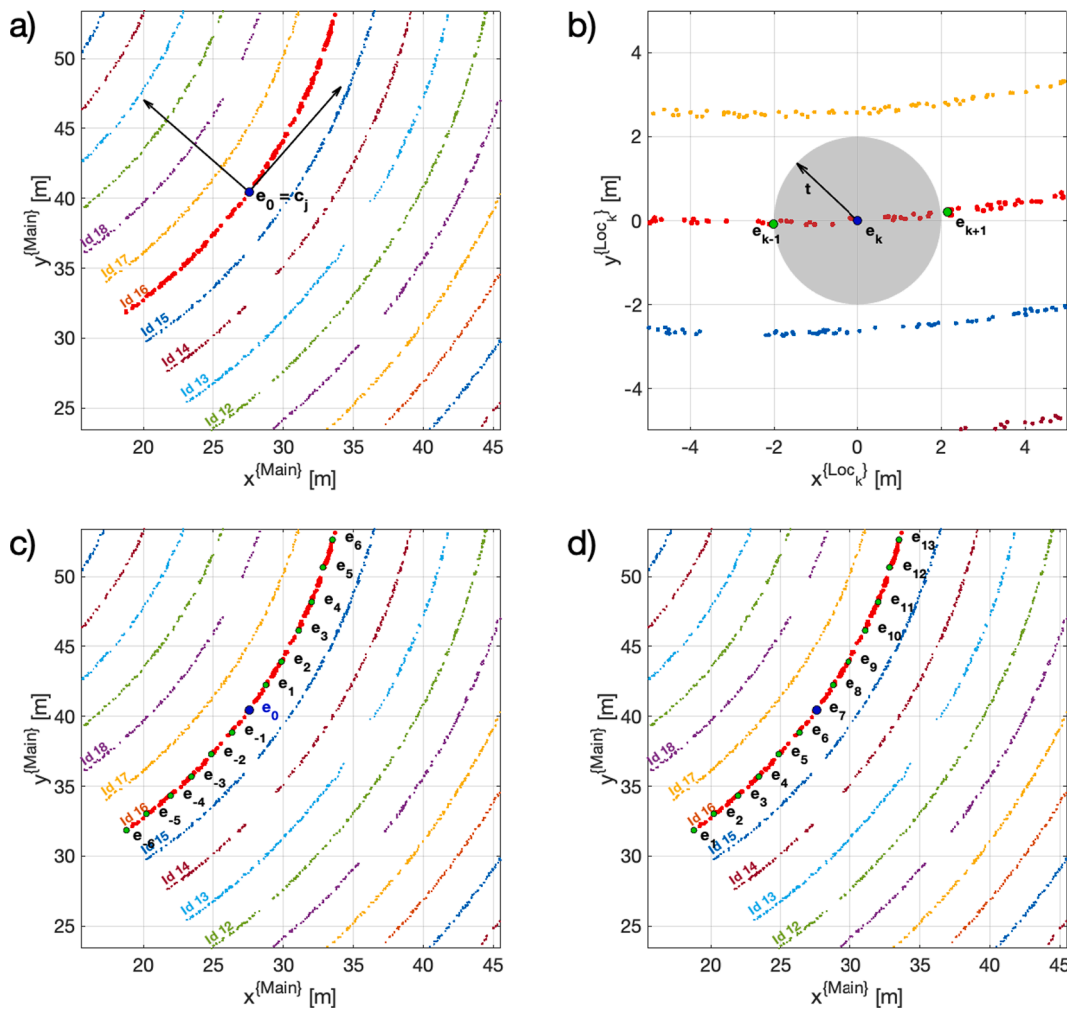 a)
50
45
40
35
30
25
20
25
30
35
40
45
x{Main} [m]
y{Main} [m]
e0 = cj
Id 18
Id 17
Id 16
Id 15
Id 14
Id 13
Id 12
b)
4
2
0
-2
-4
-4
-2
0
2
4
x{Lock} [m]
y{Lock} [m]
t
ek-1
ek
ek+1
c)
50
45
40
35
30
25
20
25
30
35
40
45
x{Main} [m]
y{Main} [m]
e6
e5
e4
e3
e2
e1
e0
e-1
e-2
e-3
e-4
e-5
e-6
Id 18
Id 17
Id 16
Id 15
Id 14
Id 13
Id 12
d)
50
45
40
35
30
25
20
25
30
35
40
45
x{Main} [m]
y{Main} [m]
e13
e12
e11
e10
e9
e8
e7
e6
e5
e4
e3
e2
e1
Id 18
Id 17
Id 16
Id 15
Id 14
Id 13
Id 12